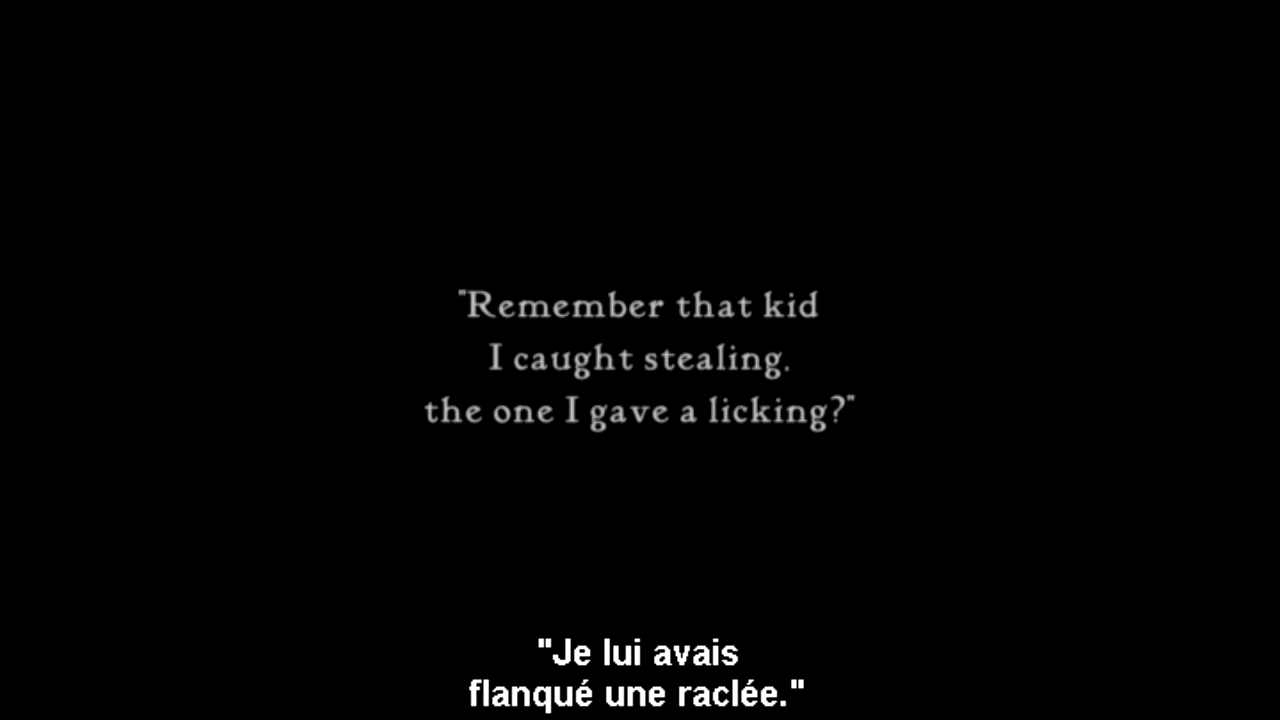 "Remember that kid
I caught stealing,
the one I gave a licking?"
"Je lui avais
flanqué une raclée."